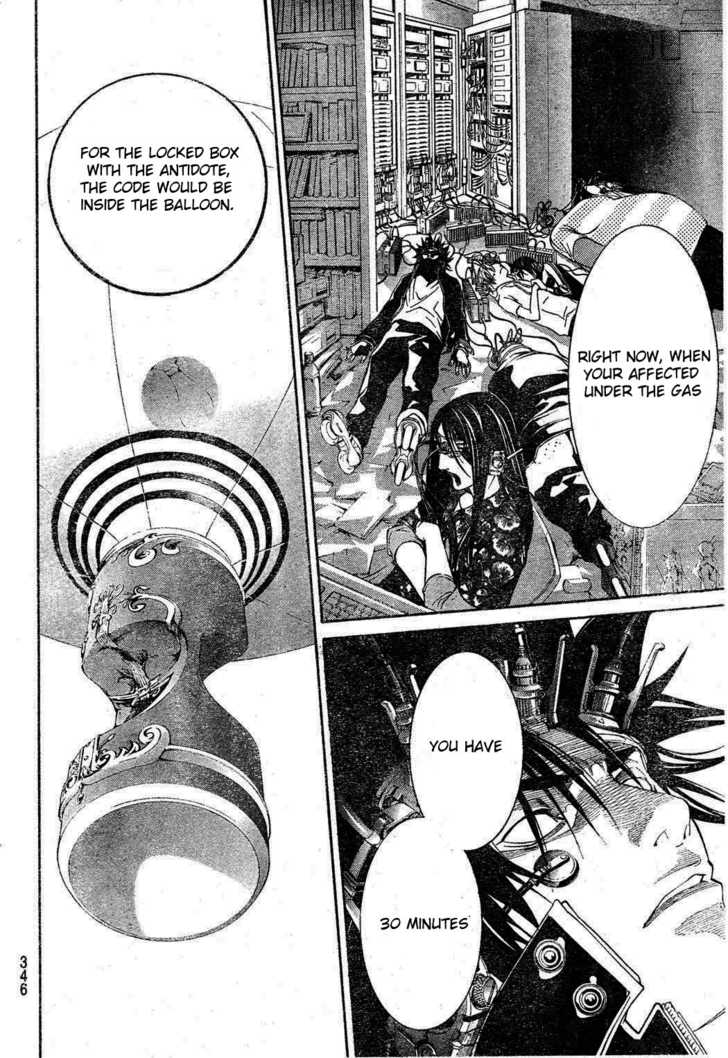 RIGHT NOW, WHEN
YOUR AFFECTED
UNDER THE GAS
YOU HAVE
30 MINUTES
FOR THE LOCKED BOX
WITH THE ANTIDOTE,
THE CODE WOULD BE
INSIDE THE BALLOON.
346